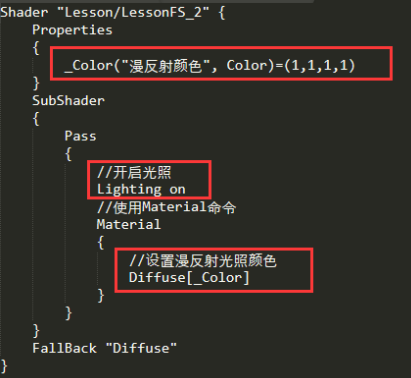 Shader "Lesson/LessonFS_2" {
Properties
{
_Color("漫反射颜色", Color)=(1,1,1,1)
}
SubShader
{
Pass
{
//开启光照
Lighting on
//使用Material命令
Material
{
//设置漫反射光照颜色
Diffuse[_Color]
}
}
}
FallBack "Diffuse"
}